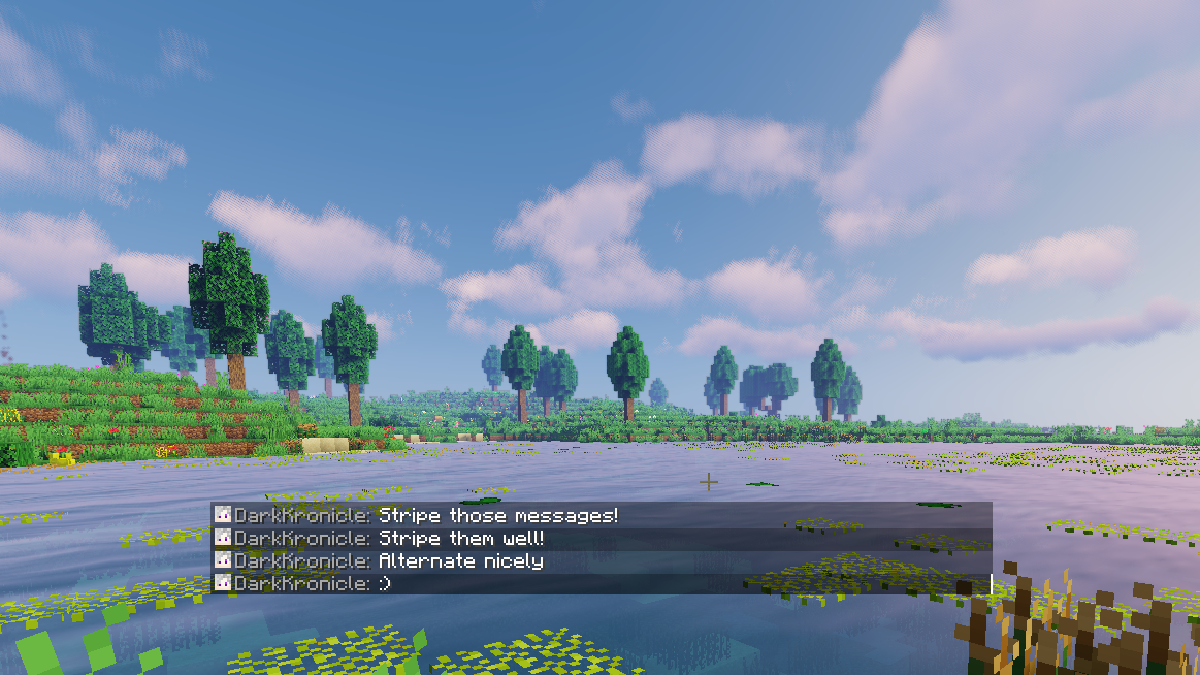 DarkKronicle: Stripe those messages!
DarkKronicle: Stripe them well!
DarkKronicle: Alternate nicely
DarkKronicle: :)